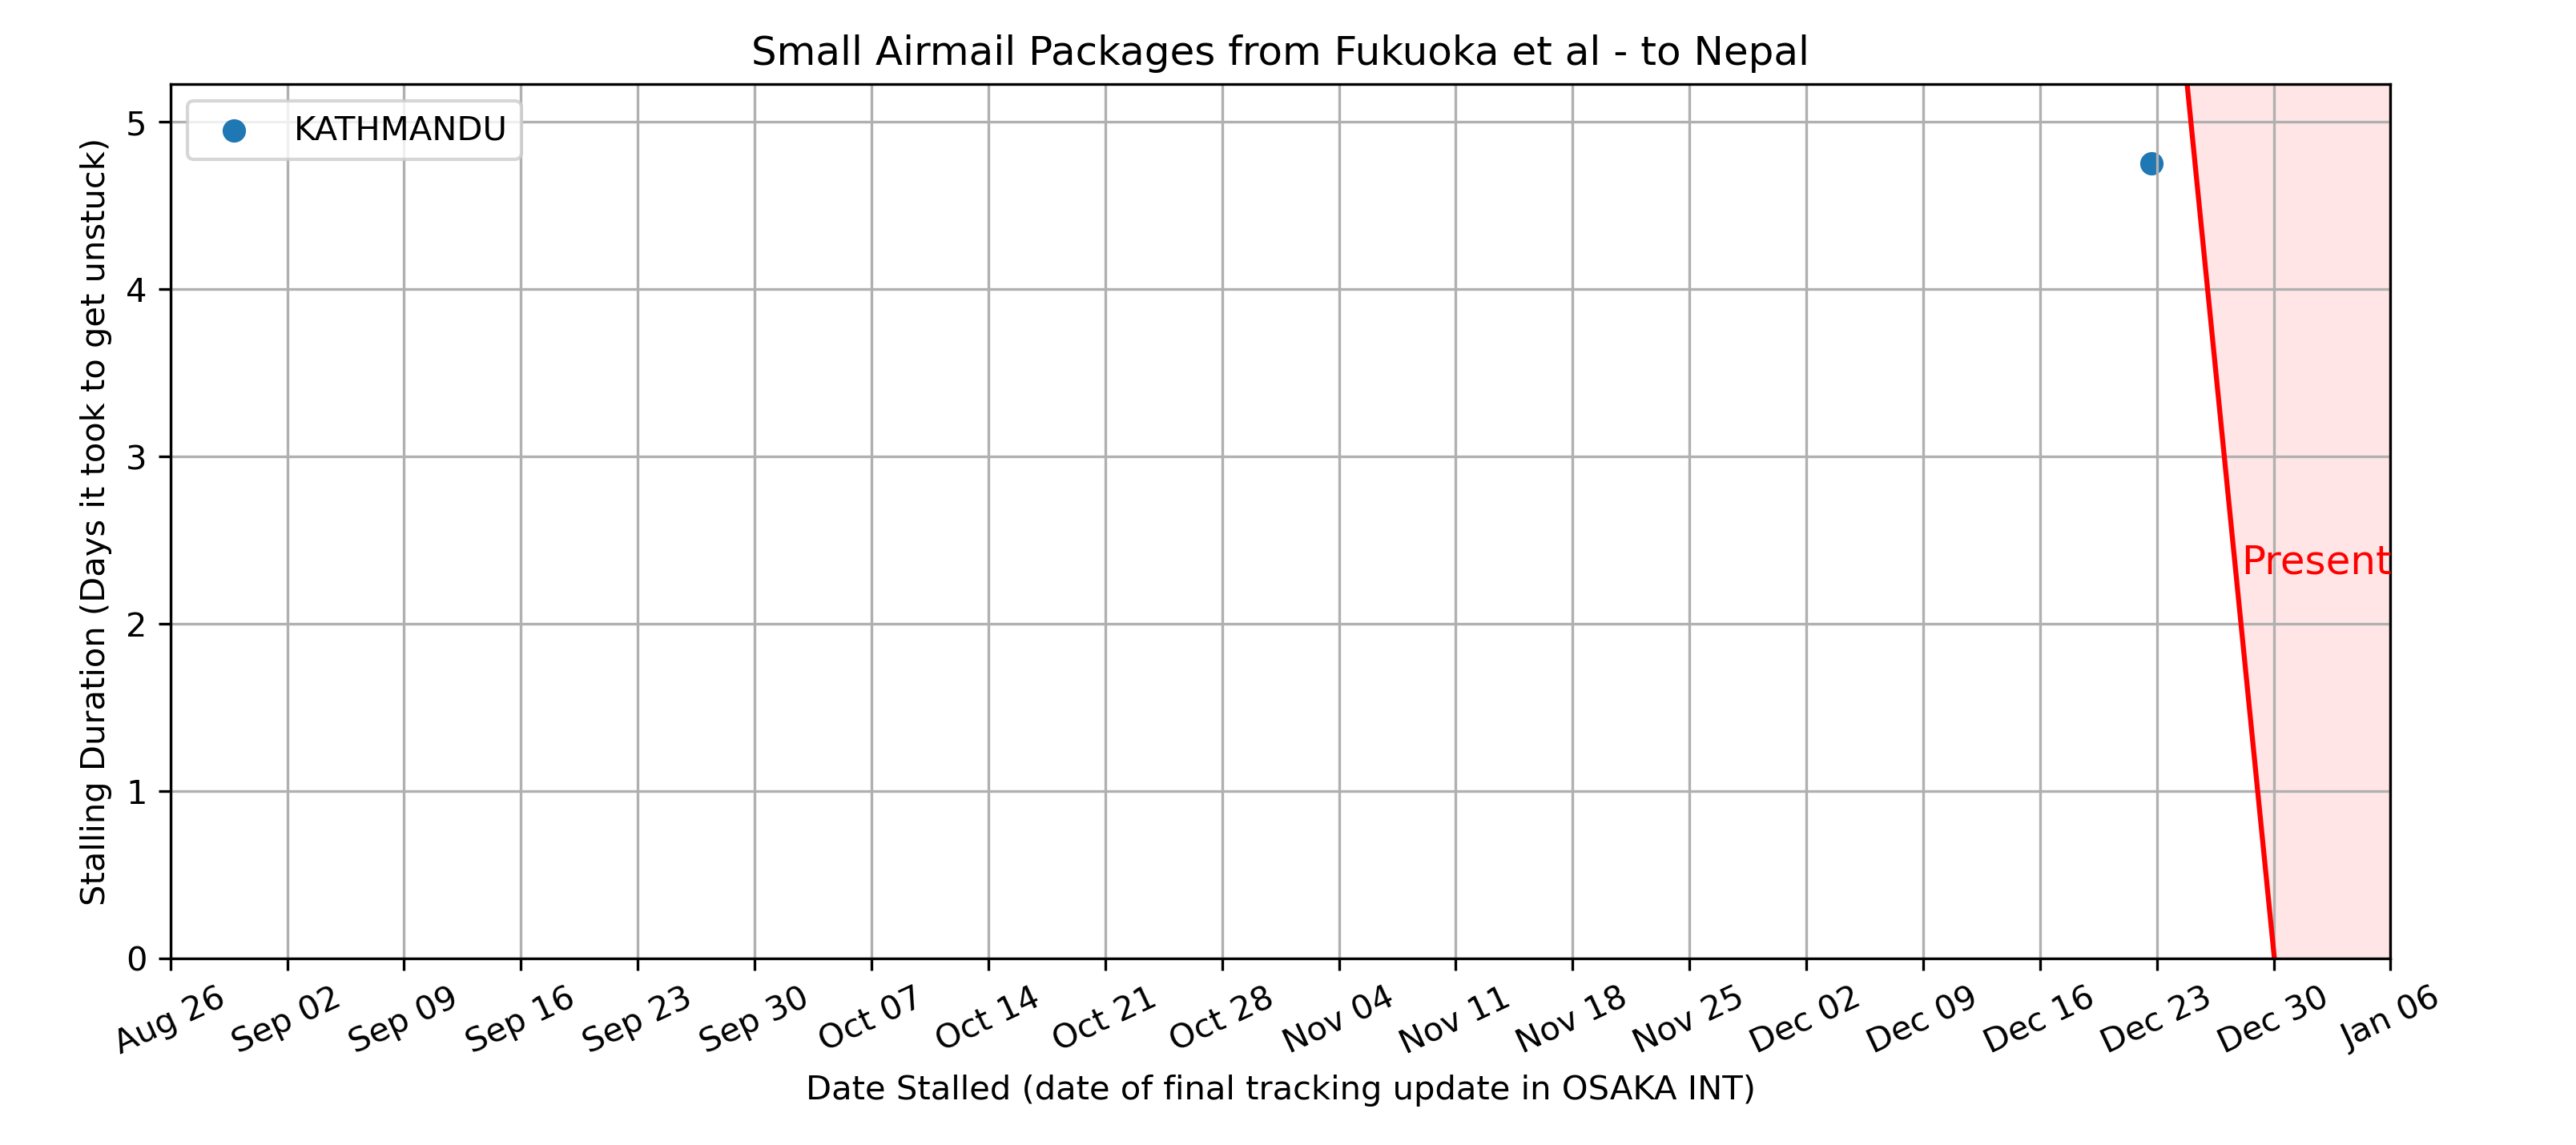 Small Airmail Packages from Fukuoka et al - to Nepal
KATHMANDU
Stalling Duration (Days it took to get unstuck)
5
4
3
2
1
0
Present
Aug 26
Sep 02
Sep 09
Sep 16
Sep 23
Sep 30
Oct 07
Oct 14
Oct 21
Oct 28
Nov 04
Nov 11
Nov 18
Nov 25
Dec 02
Dec 09
Dec 16
Dec 23
Dec 30
Jan 06
Date Stalled (date of final tracking update in OSAKA INT)